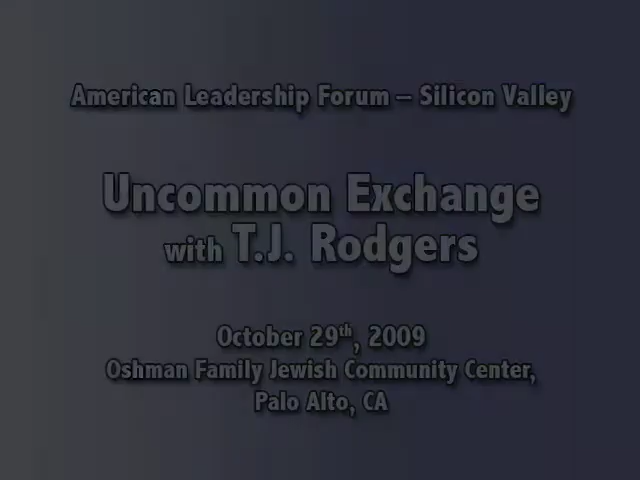 American Leadership Forum – Silicon Valley
Uncommon Exchange
with T.J. Rodgers
October 29th, 2009
Oshman Family Jewish Community Center,
Palo Alto, CA